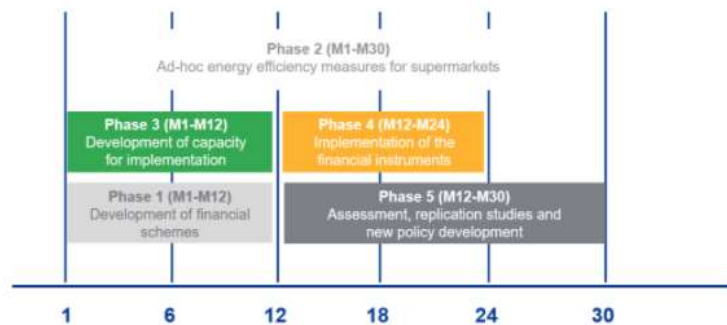 Phase 2 (M1-M30)
Ad-hoc energy efficiency measures for supermarkets
Phase 3 (M1-M12)
Development of capacity
for implementation
Phase 4 (M12-M24)
Implementation of the
financial instruments
Phase 1 (M1-M12)
Development of financial
schemes
Phase 5 (M12-M30)
Assessment, replication studies and
new policy development
1 6 12 18 24 30